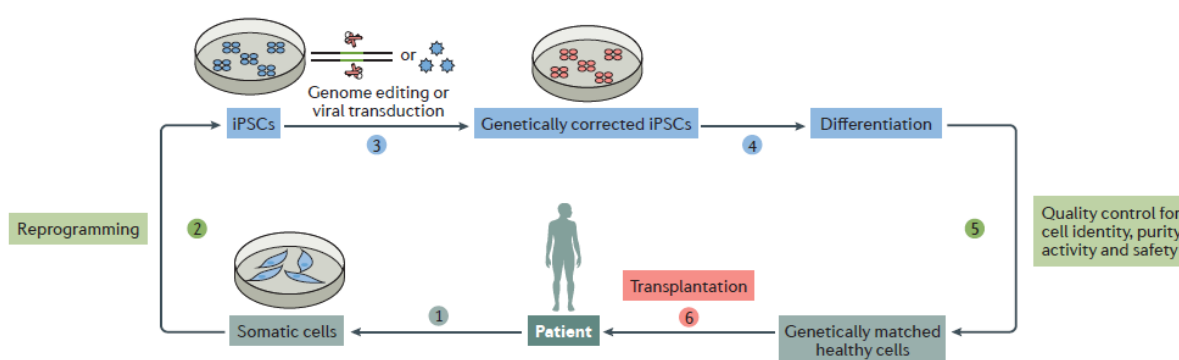 or
Genome editing or
viral transduction
iPSCs
3
Genetically corrected iPSCs
4
Differentiation
Reprogramming
2
5
Quality control for
cell identity, purity
activity and safety
Transplantation
1
6
Somatic cells
Patient
Genetically matched
healthy cells